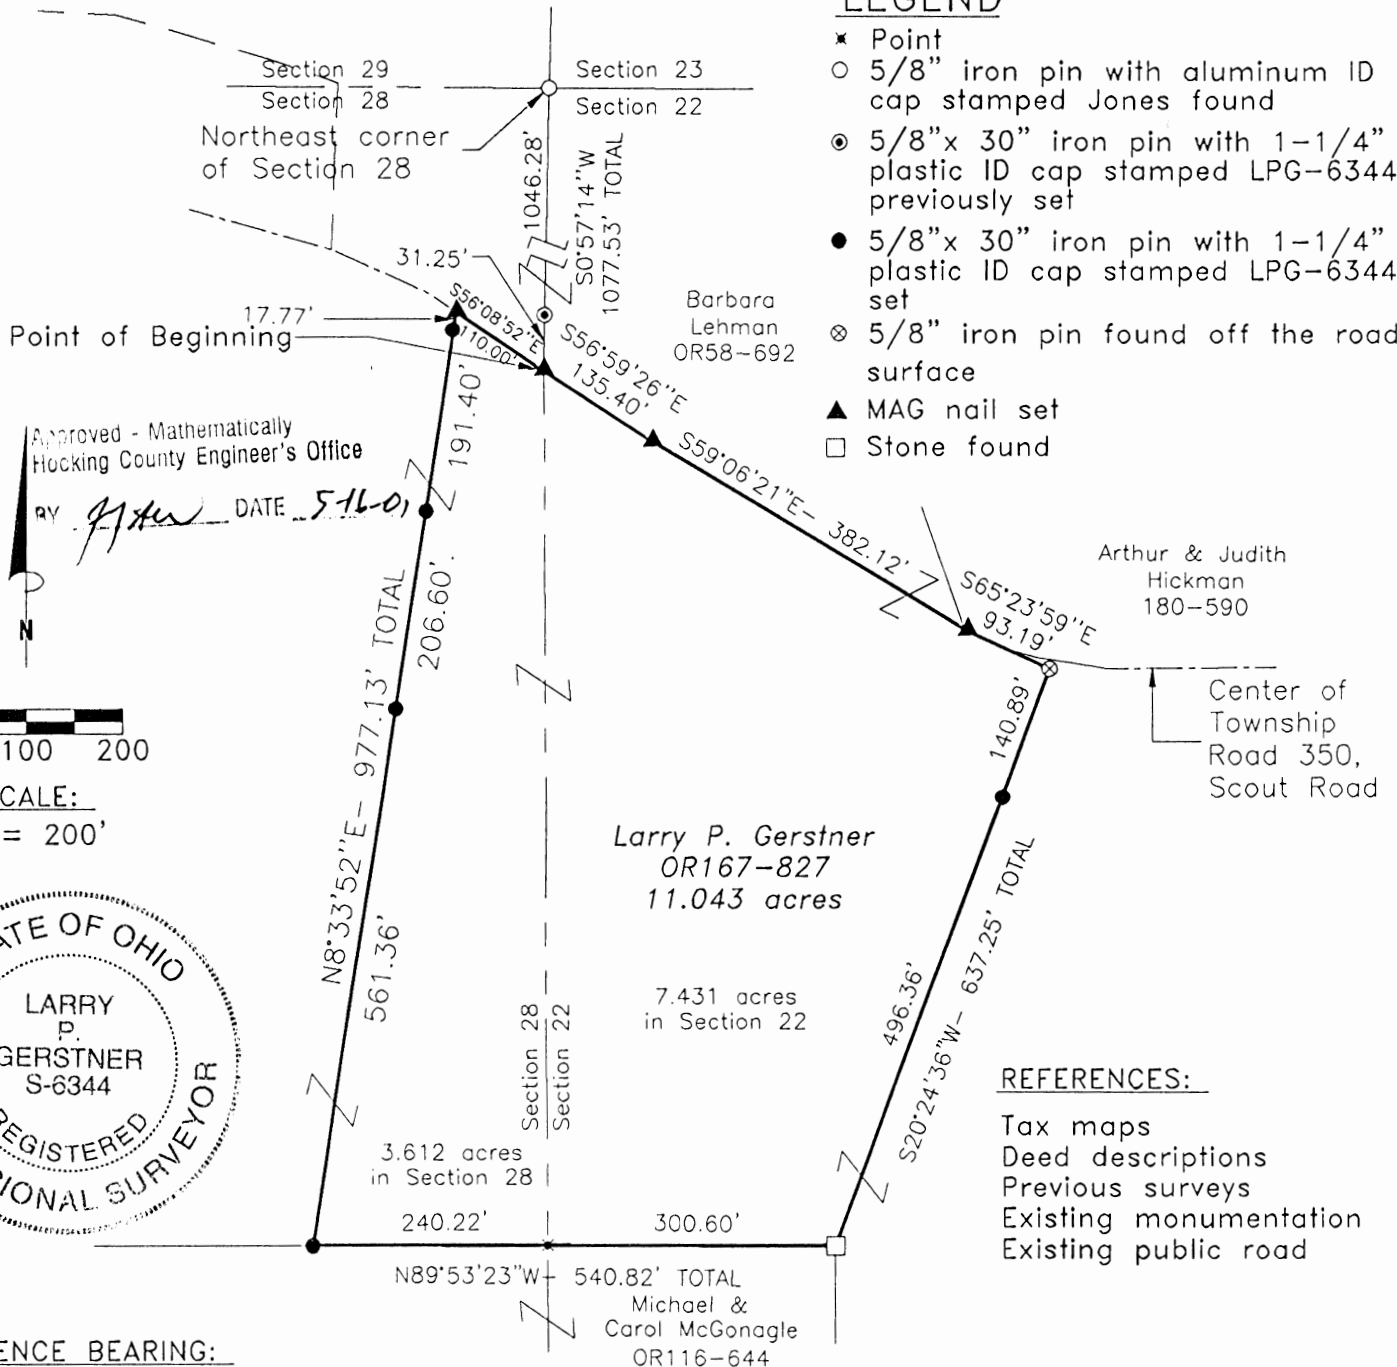 LEGEND
Point
5/8" iron pin with aluminum ID
cap stamped Jones found
5/8"x 30" iron pin with 1-1/4"
plastic ID cap stamped LPG-6344
previously set
5/8"x 30" iron pin with 1-1/4"
plastic ID cap stamped LPG-6344
set
5/8" iron pin found off the road
surface
MAG nail set
Stone found
Section 29
Section 28
Section 23
Section 22
Northeast corner
of Section 28
1046.28'
S0°57'14"W
1077.53' TOTAL
31.25'
17.77'
Point of Beginning
S56°08'52"E
110.00'
S56°59'26"E
135.40'
Barbara
Lehman
OR58-692
S59°06'21"E- 382.12'
S65°23'59"E
93.19'
Arthur & Judith
Hickman
180-590
Center of
Township
Road 350,
Scout Road
Approved - Mathematically
Hocking County Engineer's Office
BY DATE 5-16-01
N
100 200
CALE:
= 200'
191.40'
206.60'
N8°33'52"E- 977.13' TOTAL
561.36'
140.89'
496.36'
S20°24'36"W- 637.25' TOTAL
Larry P. Gerstner
OR167-827
11.043 acres
7.431 acres
in Section 22
Section 28
Section 22
3.612 acres
in Section 28
240.22'
300.60'
N89°53'23"W- 540.82' TOTAL
Michael &
Carol McGonagle
OR116-644
ATE OF OHIO
LARRY
P.
GERSTNER
S-6344
REGISTERED
IONAL SURVEYOR
REFERENCES:
Tax maps
Deed descriptions
Previous surveys
Existing monumentation
Existing public road
ENCE BEARING: